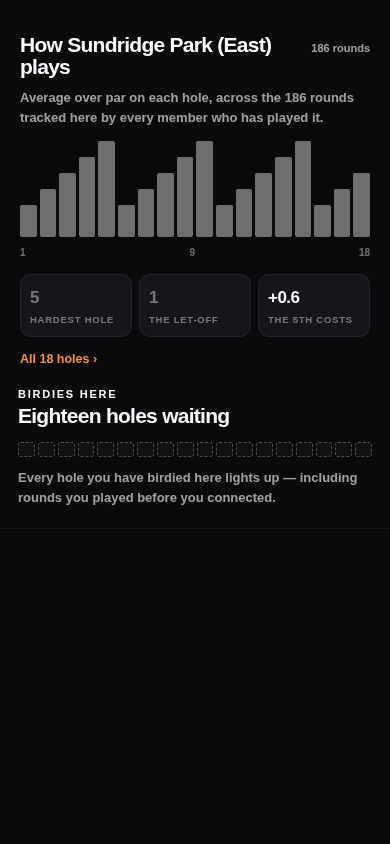 How Sundridge Park (East)
plays
186 rounds
Average over par on each hole, across the 186 rounds
tracked here by every member who has played it.
1
9
18
5
HARDEST HOLE
1
THE LET-OFF
+0.6
THE 5TH COSTS
All 18 holes ›
BIRDIES HERE
Eighteen holes waiting
Every hole you have birdied here lights up — including
rounds you played before you connected.